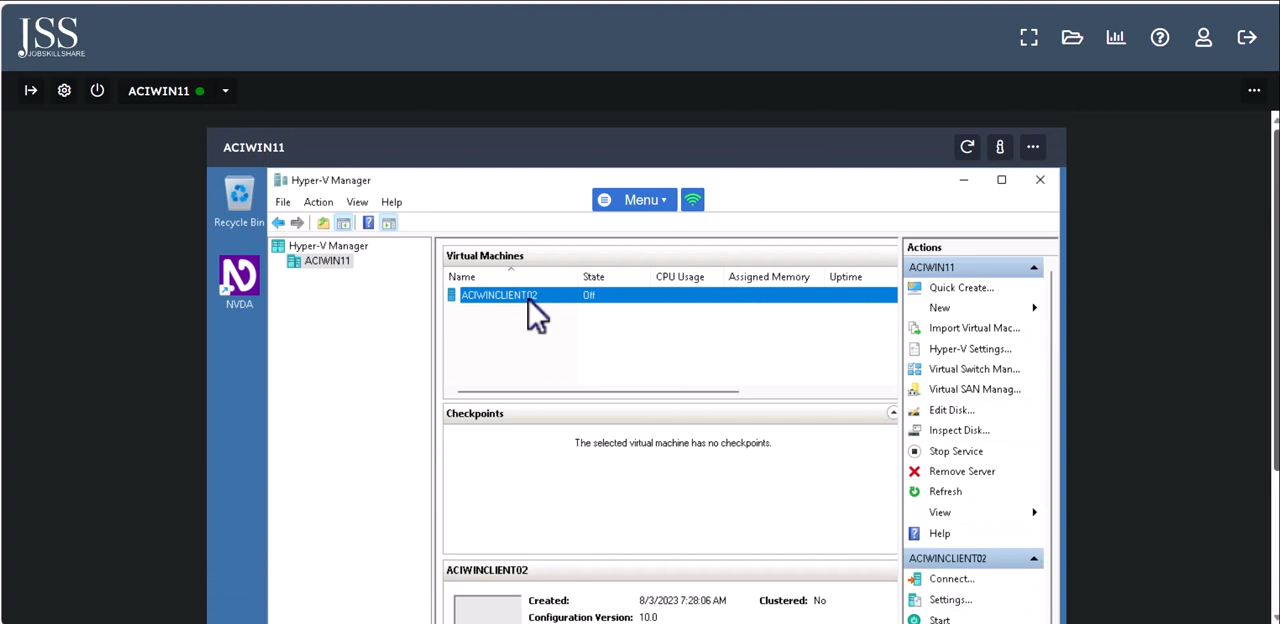 JSS
JOBSKILLSHARE
ACIWIN11
ACIWIN11
Recycle Bin
NVDA
Hyper-V Manager
Menu
File Action View Help
Hyper-V Manager
ACIWIN11
Virtual Machines
Name State CPU Usage Assigned Memory Uptime
ACIWINCLIENT02 Off
Checkpoints
The selected virtual machine has no checkpoints.
ACIWINCLIENT02
Created: 8/3/2023 7:28:06 AM Clustered: No
Configuration Version: 10.0
Actions
ACIWIN11
Quick Create...
New
Import Virtual Mac...
Hyper-V Settings...
Virtual Switch Man...
Virtual SAN Manag...
Edit Disk...
Inspect Disk...
Stop Service
Remove Server
Refresh
View
Help
ACIWINCLIENT02
Connect...
Settings...
Start